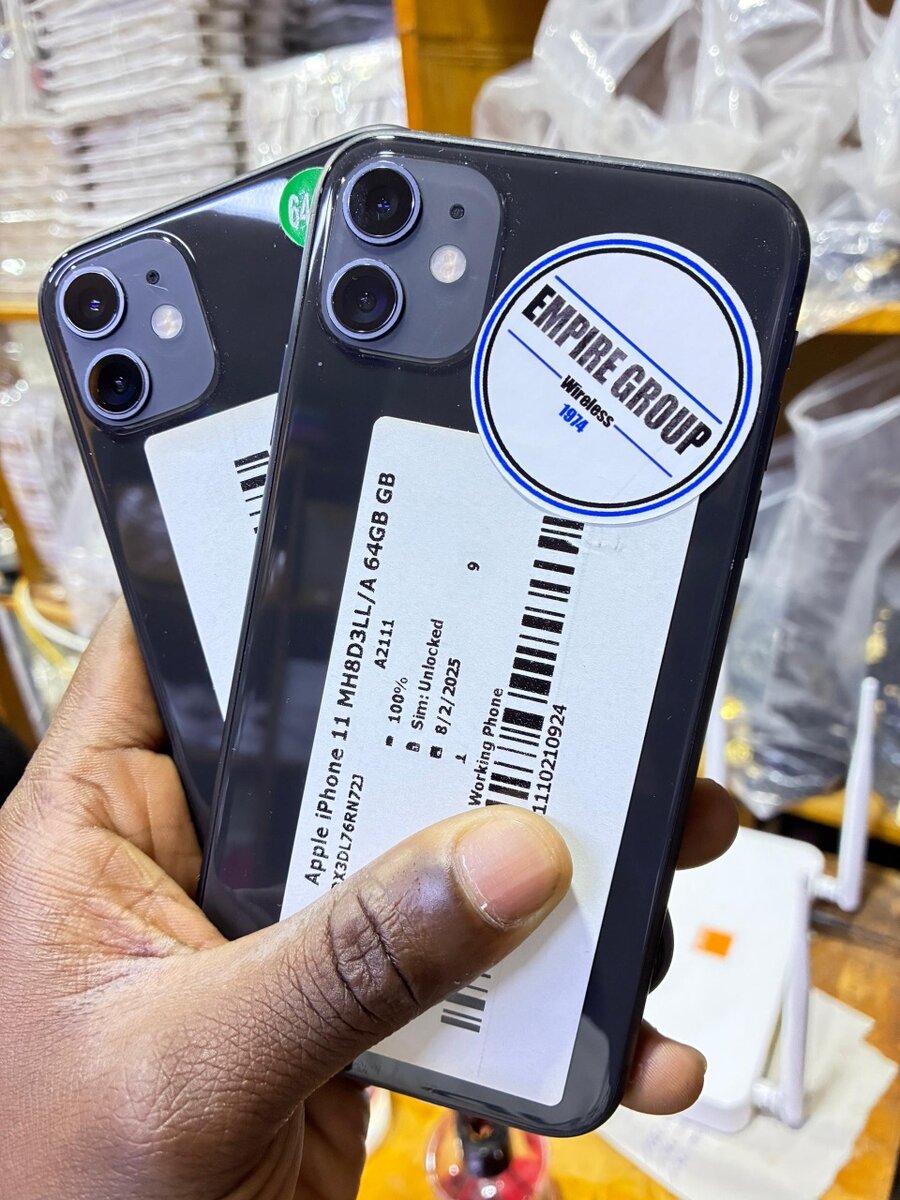 64
EMPIRE GROUP
Wireless
1974
Apple iPhone 11 MH8D3LL/A 64GB GB
A2111
100%
Sim: Unlocked
8/2/2025
1
9
Working Phone
1110210924